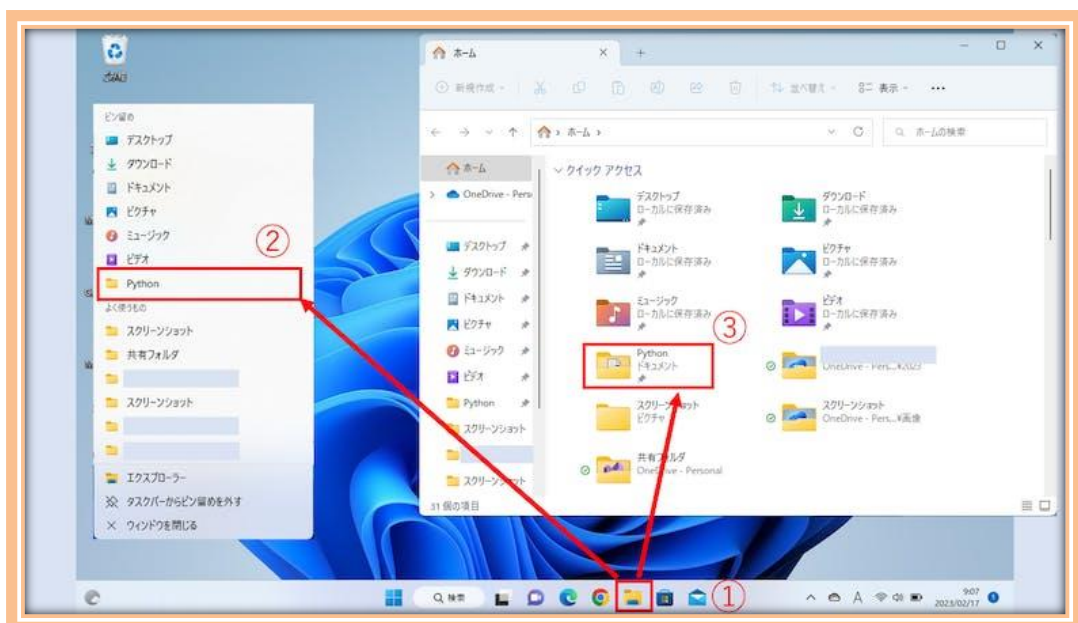 ごみ箱
ピン留め
デスクトップ
ダウンロード
ドキュメント
ピクチャ
ミュージック
ビデオ
Python
よく使うもの
スクリーンショット
共有フォルダ
スクリーンショット
エクスプローラー
タスクバーからピン留めを外す
ウィンドウを閉じる
②
ホーム
新規作成
並べ替え
表示
ホーム
ホームの検索
ホーム
OneDrive - Pers
デスクトップ
ダウンロード
ドキュメント
ピクチャ
ミュージック
ビデオ
Python
スクリーンショット
スクリーンショット
31 個の項目
クイック アクセス
デスクトップ
ローカルに保存済み
ダウンロード
ローカルに保存済み
ドキュメント
ローカルに保存済み
ピクチャ
ローカルに保存済み
ミュージック
ローカルに保存済み
ビデオ
ローカルに保存済み
③
Python
ドキュメント
OneDrive - Pers...¥2023
スクリーンショット
ピクチャ
スクリーンショット
OneDrive - Pers...¥画像
共有フォルダ
OneDrive - Personal
検索
①
A
9:07
2023/02/17